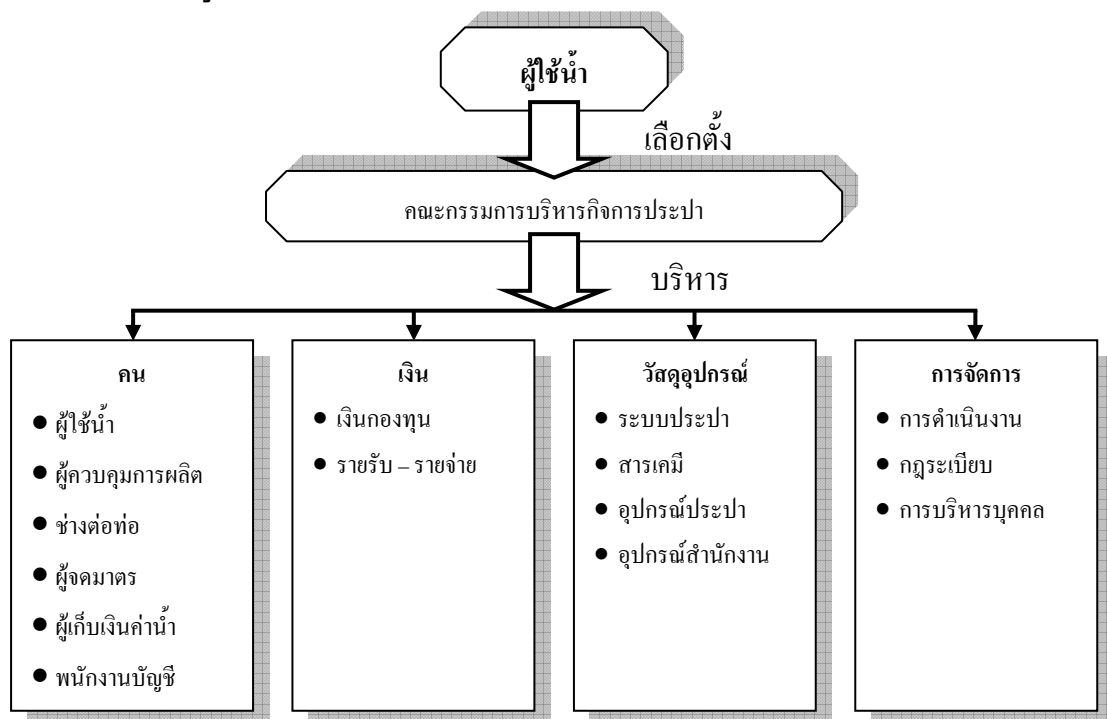 ผู้ใช้น้ำ
เลือกตั้ง
คณะกรรมการบริหารกิจการประปา
บริหาร
คน
● ผู้ใช้น้ำ
● ผู้ควบคุมการผลิต
● ช่างต่อท่อ
● ผู้จดมาตร
● ผู้เก็บเงินค่าน้ำ
● พนักงานบัญชี
เงิน
● เงินกองทุน
● รายรับ – รายจ่าย
วัสดุอุปกรณ์
● ระบบประปา
● สารเคมี
● อุปกรณ์ประปา
● อุปกรณ์สำนักงาน
การจัดการ
● การดำเนินงาน
● กฎระเบียบ
● การบริหารบุคคล